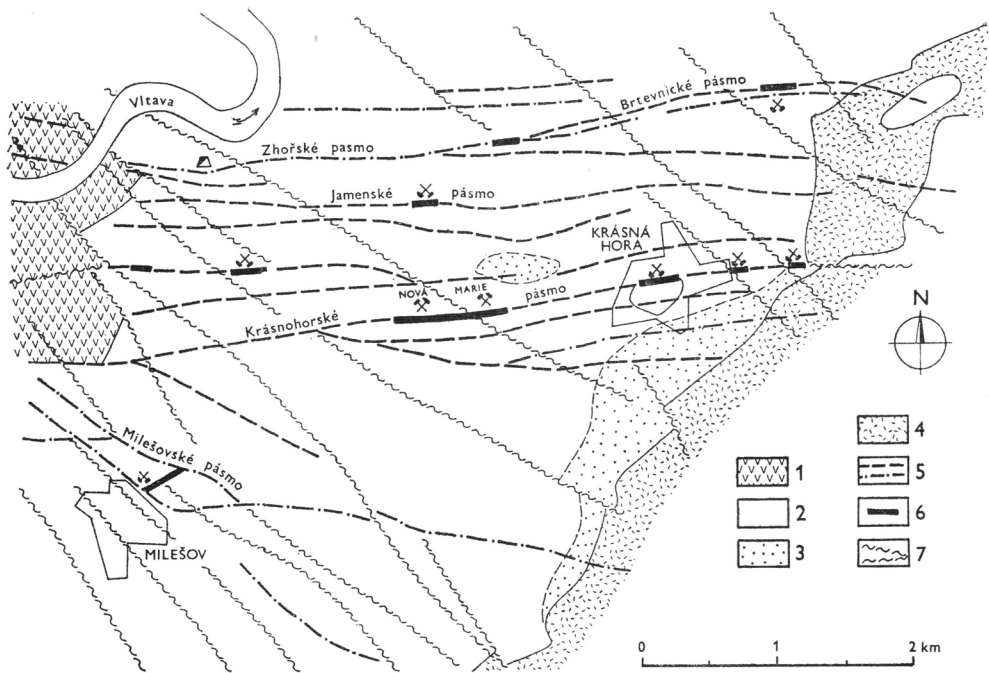 Vltava
Brtevnické pásmo
Zhořské pasmo
Jamenské pásmo
KRÁSNÁ
HORA
NOVÁ
MARIE
Krásnohorské pásmo
N
Milešovské pásmo
MILEŠOV
1
2
3
4
5
6
7
0 1 2 km